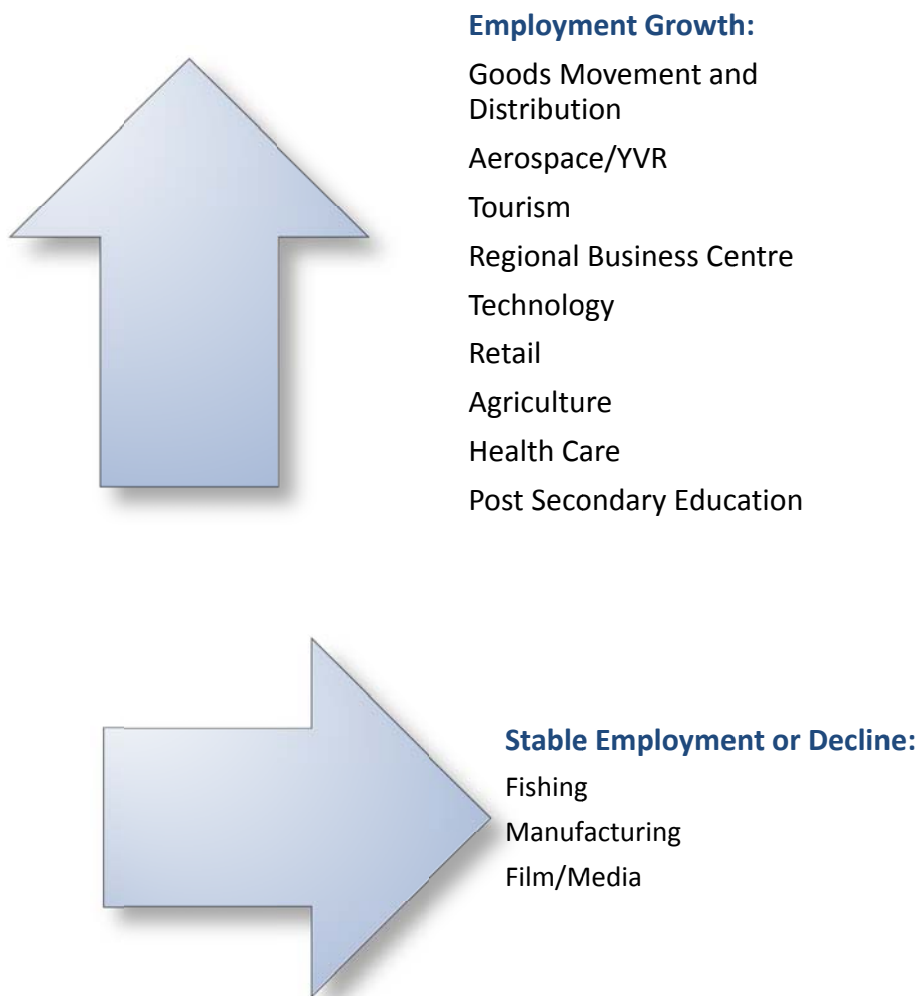 Employment Growth:
Goods Movement and
Distribution
Aerospace/YVR
Tourism
Regional Business Centre
Technology
Retail
Agriculture
Health Care
Post Secondary Education
Stable Employment or Decline:
Fishing
Manufacturing
Film/Media